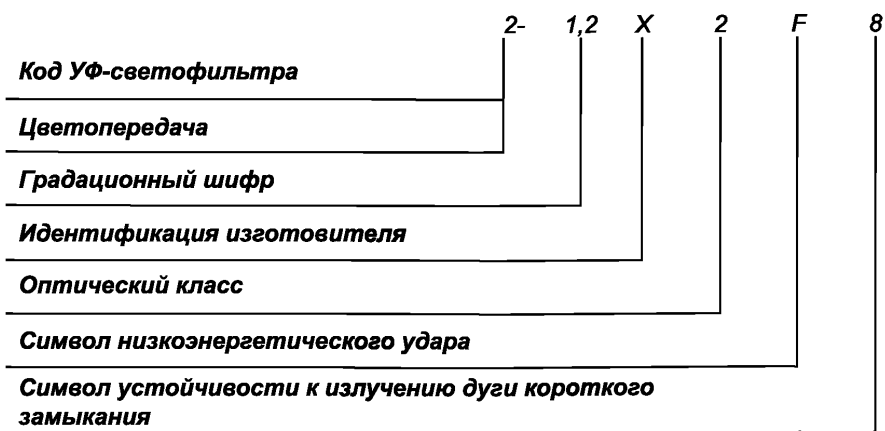 2- 1,2 X 2 F 8
Код УФ-светофильтра
Цветопередача
Градационный шифр
Идентификация изготовителя
Оптический класс
Символ низкоэнергетического удара
Символ устойчивости к излучению дуги короткого
замыкания